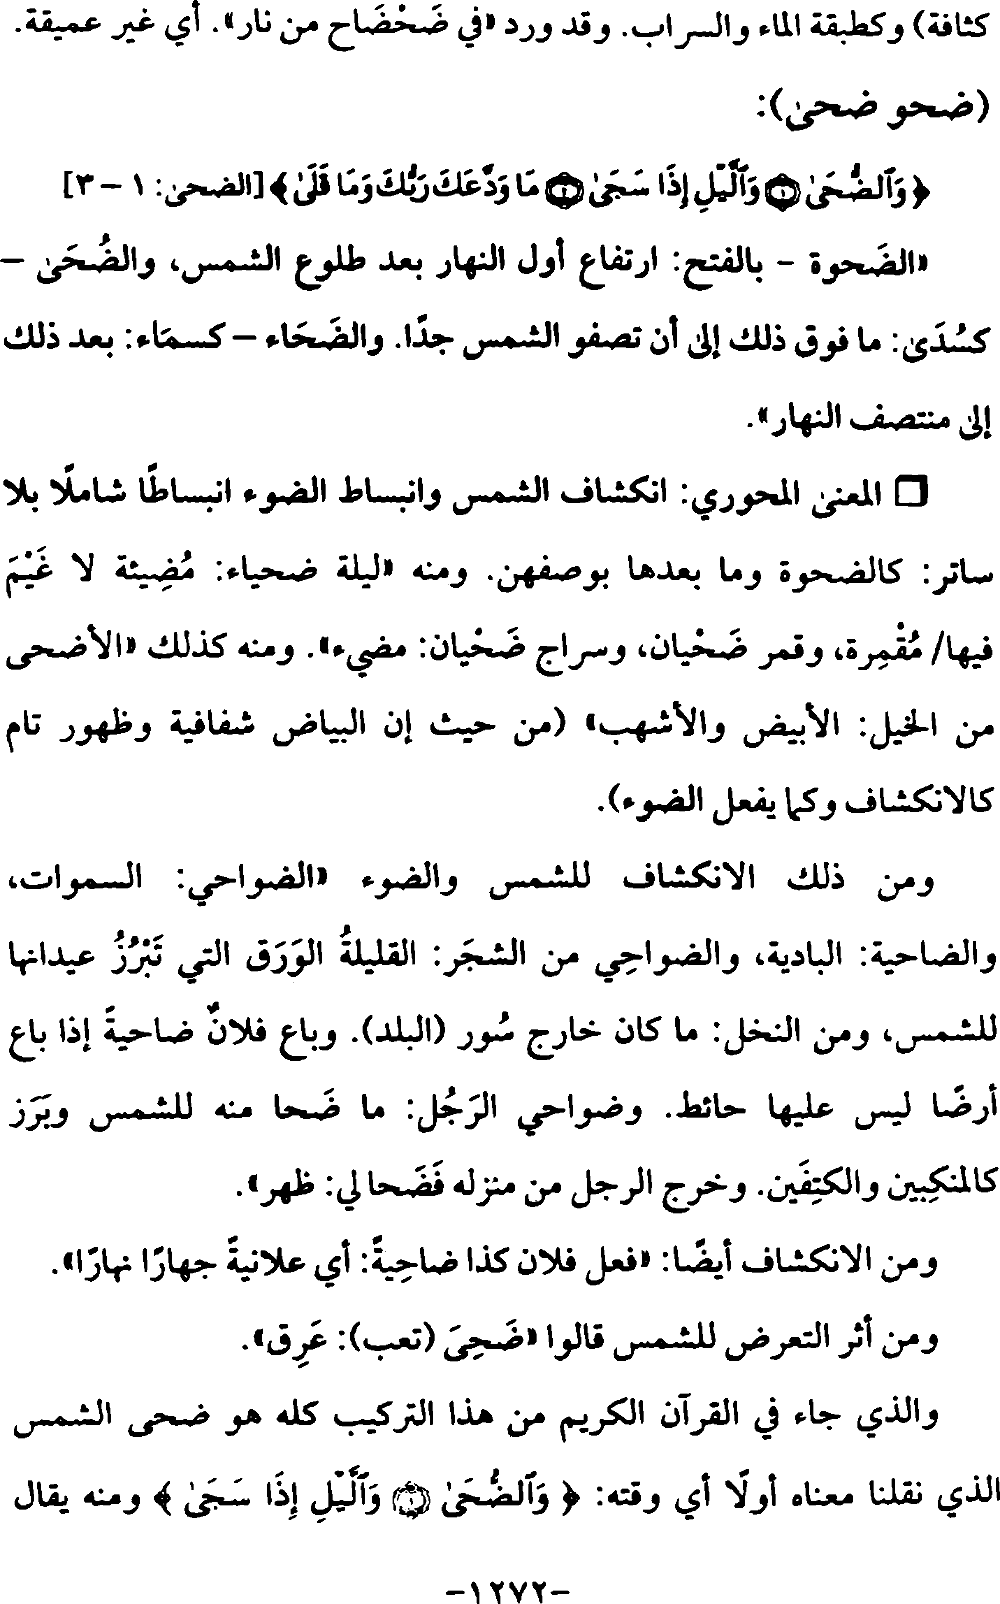 كثافة) وكطبقة الماء والسراب. وقد ورد «في ضَحْضَاح من نار». أي غير عميقة.
(ضحو ضحىٰ):
﴿وَٱلضُّحَىٰ ۝١ وَٱلَّيْلِ إِذَا سَجَىٰ ۝٢ مَا وَدَّعَكَ رَبُّكَ وَمَا قَلَىٰ﴾ [الضحىٰ: ١ - ٣]
«الضَحوة - بالفتح: ارتفاع أول النهار بعد طلوع الشمس، والضُحَىٰ -
كسُدَىٰ: ما فوق ذلك إلىٰ أن تصفو الشمس جدًا. والضَحَاء - كسمَاء: بعد ذلك
إلىٰ منتصف النهار».
❒ المعنىٰ المحوري: انكشاف الشمس وانبساط الضوء انبساطًا شاملًا بلا
ساتر: كالضحوة وما بعدها بوصفهن. ومنه «ليلة ضحياء: مُضِيئة لا غَيْمَ
فيها/ مُقْمِرة، وقمر ضَحْيان، وسراج ضَحْيان: مضيء». ومنه كذلك «الأضحى
من الخيل: الأبيض والأشهب» (من حيث إن البياض شفافية وظهور تام
كالانكشاف وكما يفعل الضوء).
ومن ذلك الانكشاف للشمس والضوء «الضواحي: السموات،
والضاحية: البادية، والضواحِي من الشجَر: القليلةُ الوَرَق التي تَبْرُزُ عيدانها
للشمس، ومن النخل: ما كان خارج سُور (البلد). وباع فلانٌ ضاحيةً إذا باع
أرضًا ليس عليها حائط. وضواحي الرَجُل: ما ضَحا منه للشمس وبَرَز
كالمنكِبين والكتِفَين. وخرج الرجل من منزله فَضَحا لي: ظهر».
ومن الانكشاف أيضًا: «فعل فلان كذا ضاحِيةً: أي علانيةً جهارًا نهارًا».
ومن أثر التعرض للشمس قالوا «ضَحِيَ (تعب): عَرِق».
والذي جاء في القرآن الكريم من هذا التركيب كله هو ضحى الشمس
الذي نقلنا معناه أولًا أي وقته: ﴿ وَٱلضُّحَىٰ ۝١ وَٱلَّيْلِ إِذَا سَجَىٰ ﴾ ومنه يقال
-١٢٧٢-